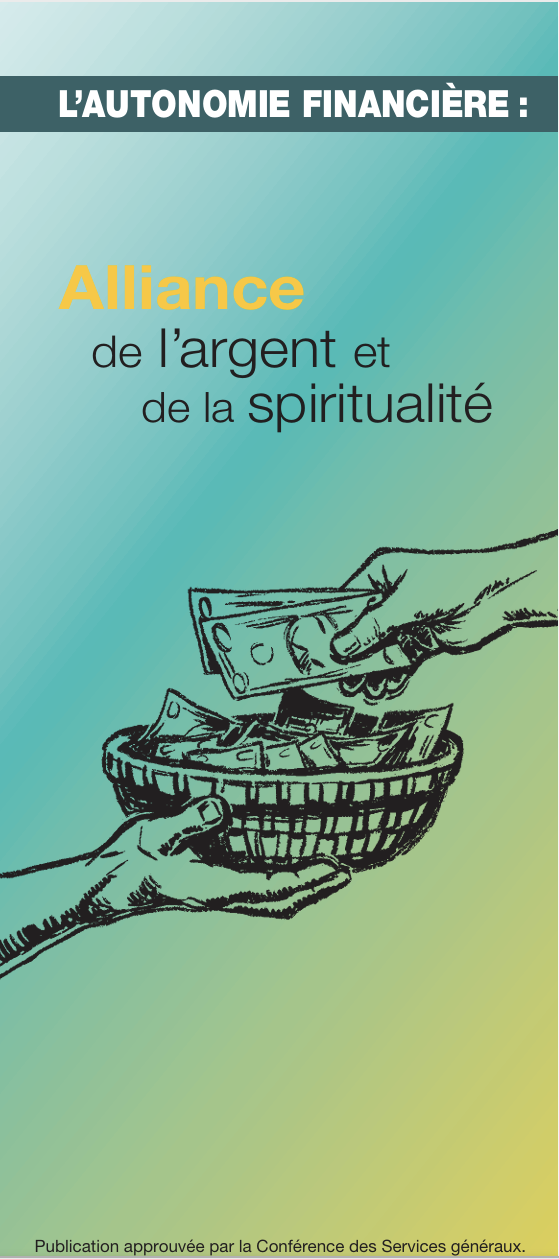 L’AUTONOMIE FINANCIÈRE :
Alliance
de l’argent et
de la spiritualité
Publication approuvée par la Conférence des Services généraux.